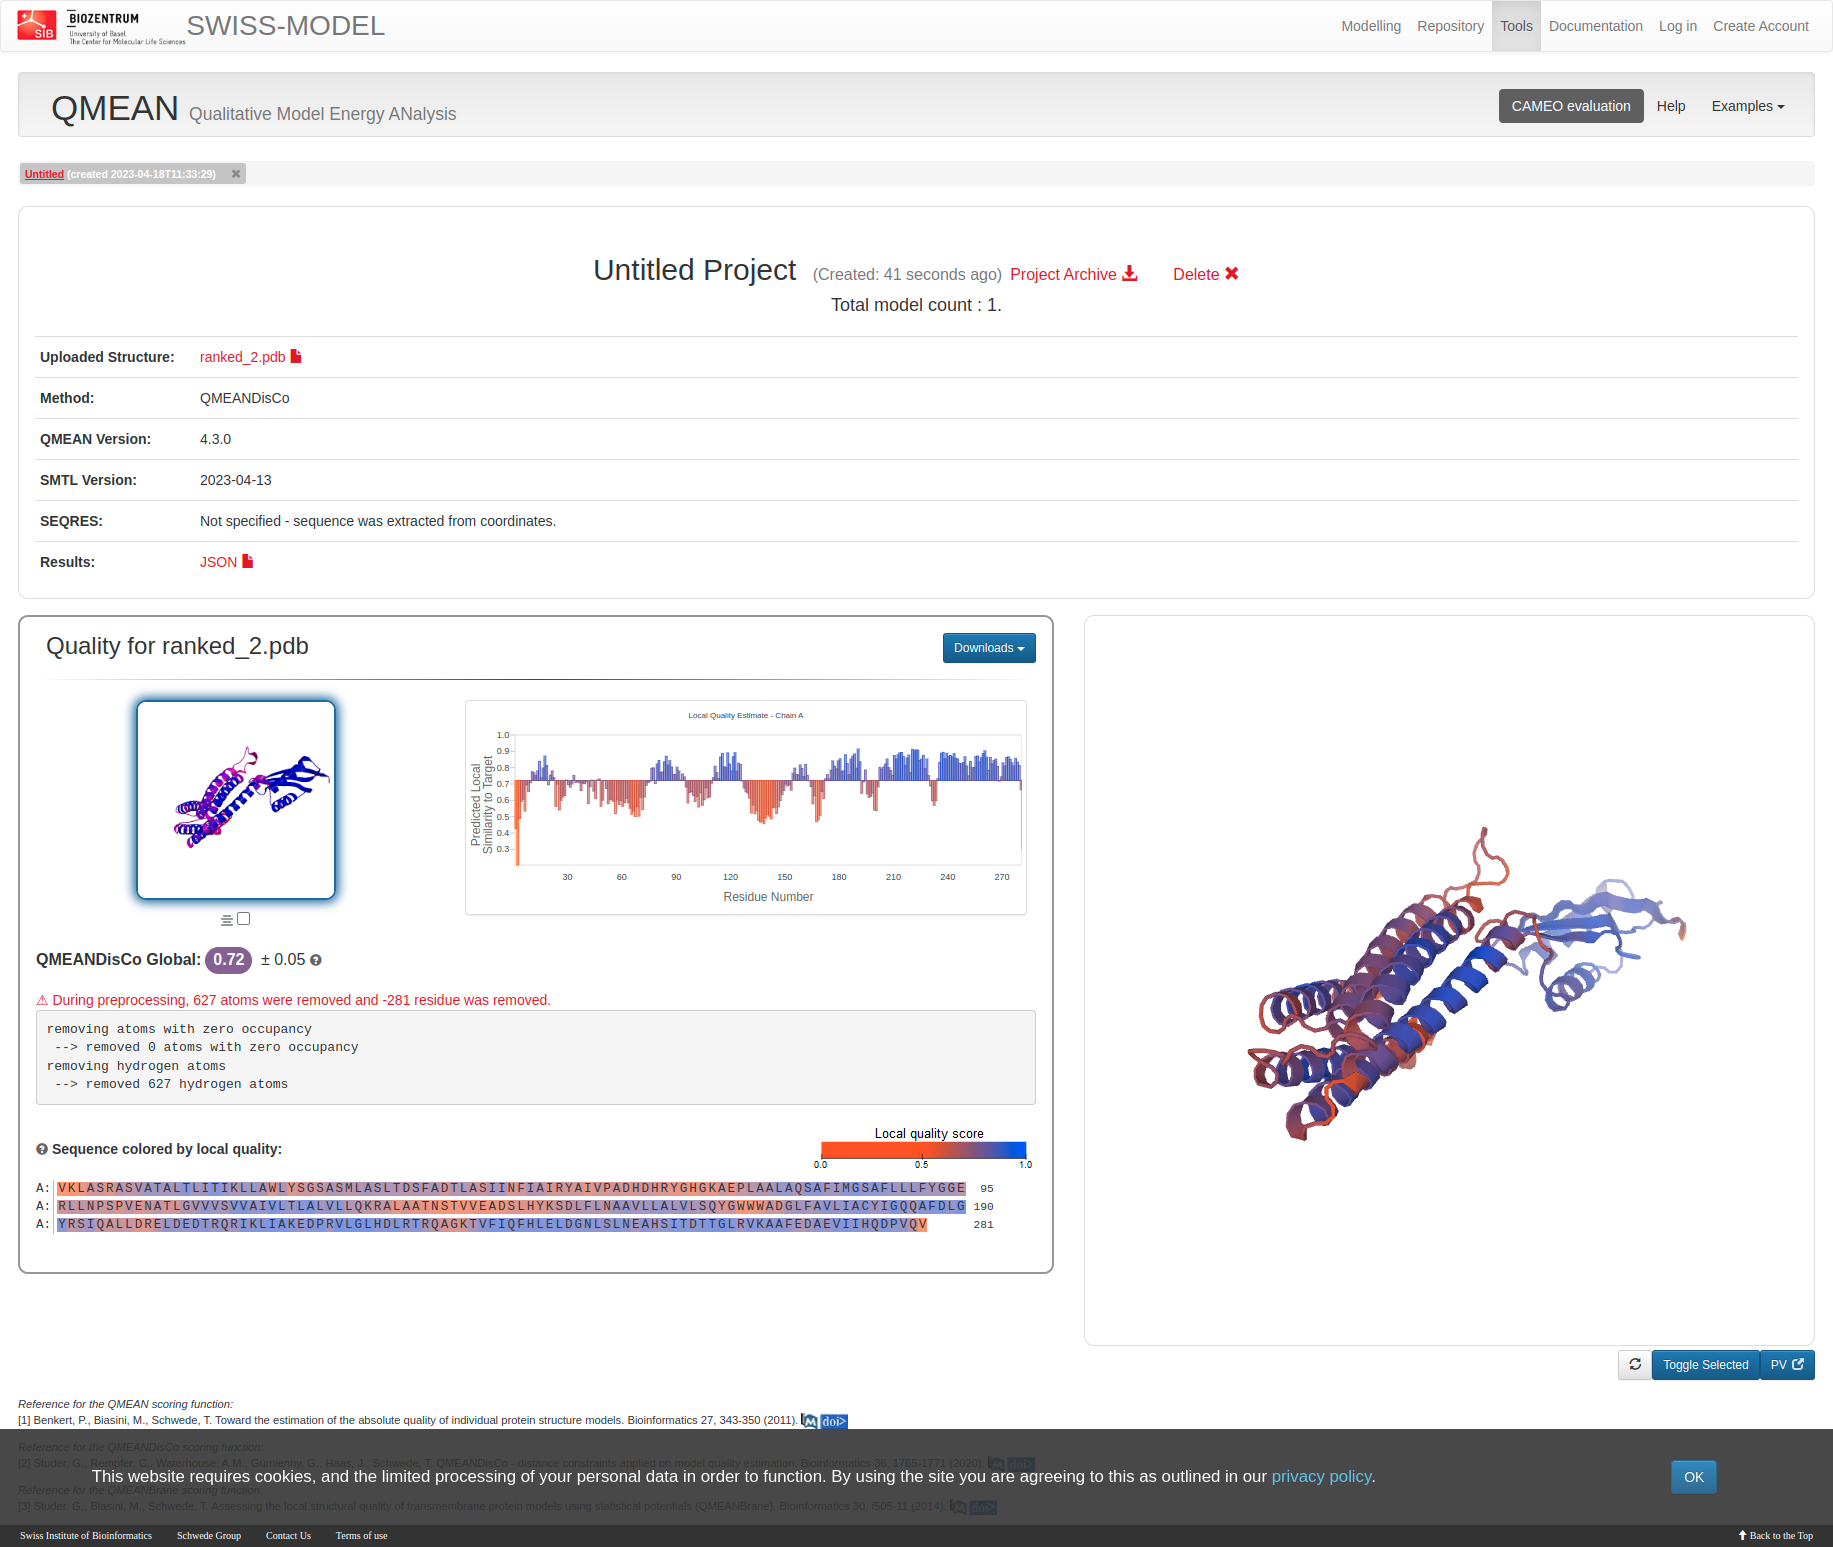 SIB
BIOZENTRUM
University of Basel
The Center for Molecular Life Sciences
SWISS-MODEL
Modelling Repository Tools Documentation Log in Create Account
QMEAN Qualitative Model Energy ANalysis
CAMEO evaluation Help Examples
Untitled (created 2023-04-18T11:33:29)
Untitled Project (Created: 41 seconds ago) Project Archive Delete
Total model count : 1.
Uploaded Structure: ranked_2.pdb
Method: QMEANDisCo
QMEAN Version: 4.3.0
SMTL Version: 2023-04-13
SEQRES: Not specified - sequence was extracted from coordinates.
Results: JSON
Quality for ranked_2.pdb
Downloads
Local Quality Estimate - Chain A
Predicted Local
Similarity to Target
1.0
0.9
0.8
0.7
0.6
0.5
0.4
0.3
30 60 90 120 150 180 210 240 270
Residue Number
QMEANDisCo Global: 0.72 ± 0.05
During preprocessing, 627 atoms were removed and -281 residue was removed.
removing atoms with zero occupancy
--> removed 0 atoms with zero occupancy
removing hydrogen atoms
--> removed 627 hydrogen atoms
Sequence colored by local quality:
Local quality score
0.0 0.5 1.0
A: VKLASRASVATALTLITIKLLAWLYSGSASMLASLTDSFADTLASIINFIAIRYAIVPADHDHRYGHGKAEPLAALAQSAFIMGSAFLLLFYGGE 95
A: RLLNPSPVENATLGVVVSVVAIVLTLALVLLQKRALAATNSTVVEADSLHYKSDLFLNAAVLLALVLSQYGWWWADGLFAVLIACYIGQQAFDLG 190
A: YRSIQALLDRELDEDTRQRIKLIAKEDPRVLGLHDLRTRQAGKTVFIQFHLELDGNLSLNEAHSITDTTGLRVKAAFEDAEVIIHQDPVQV 281
Toggle Selected PV
Reference for the QMEAN scoring function:
[1] Benkert, P., Biasini, M., Schwede, T. Toward the estimation of the absolute quality of individual protein structure models. Bioinformatics 27, 343-350 (2011). M doi>
Reference for the QMEANDisCo scoring function:
[2] Studer, G., Rempfer, C., Waterhouse, A.M., Gumienny, G., Haas, J., Schwede, T. QMEANDisCo - distance constraints applied on model quality estimation. Bioinformatics 36, 1765-1771 (2020). M doi>
This website requires cookies, and the limited processing of your personal data in order to function. By using the site you are agreeing to this as outlined in our privacy policy.
OK
Reference for the QMEANBrane scoring function:
[3] Studer, G., Biasini, M., Schwede, T. Assessing the local structural quality of transmembrane protein models using statistical potentials (QMEANBrane). Bioinformatics 30, i505-11 (2014). M doi>
Swiss Institute of Bioinformatics Schwede Group Contact Us Terms of use
Back to the Top